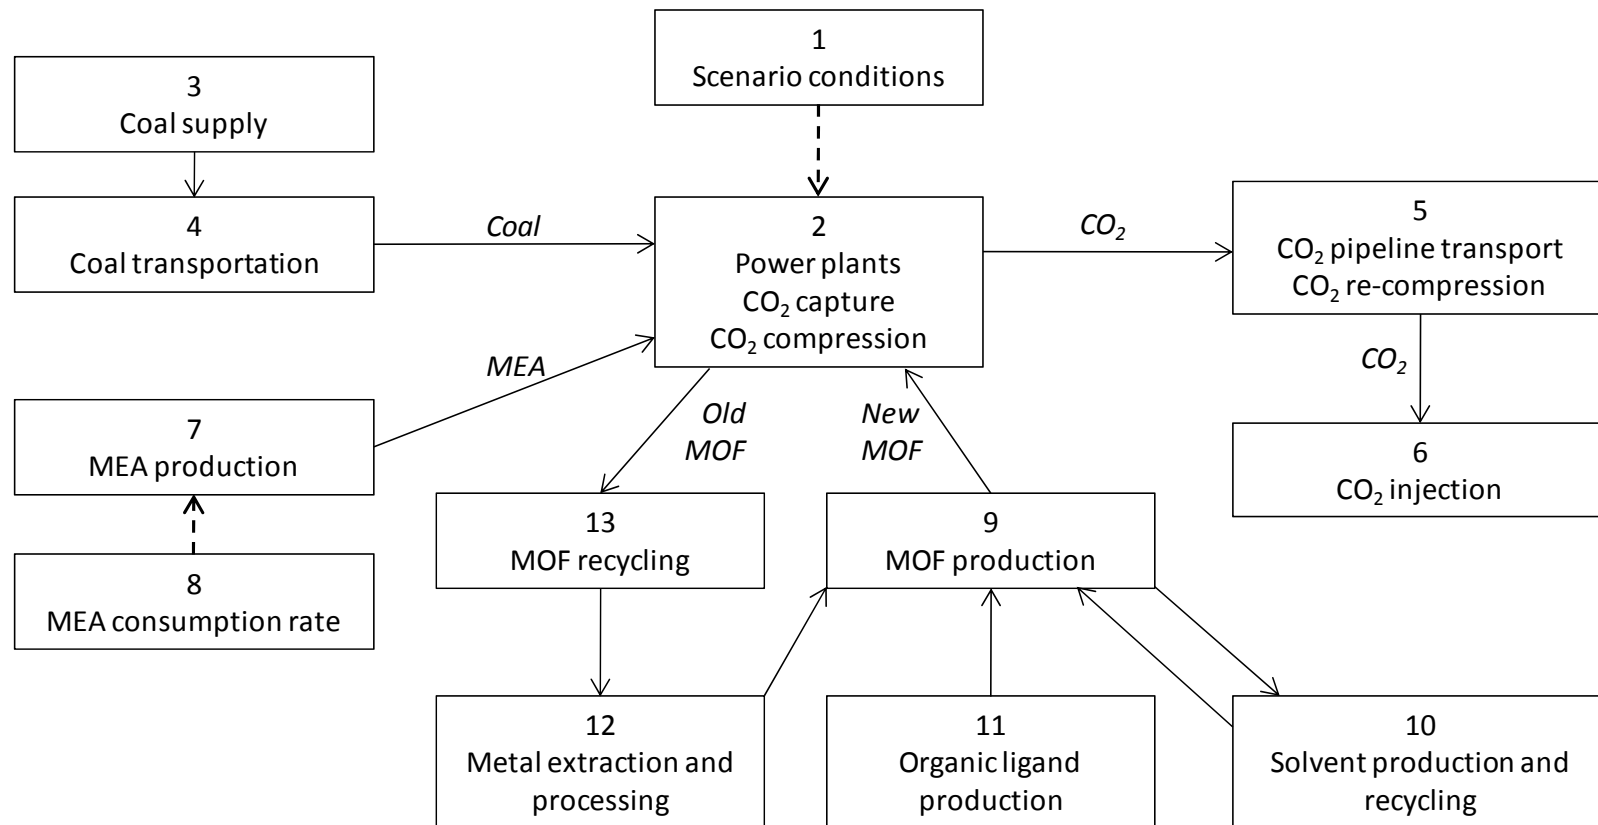 1
Scenario conditions
3
Coal supply
4
Coal transportation
Coal
2
Power plants
CO₂ capture
CO₂ compression
CO₂
5
CO₂ pipeline transport
CO₂ re-compression
CO₂
6
CO₂ injection
MEA
7
MEA production
8
MEA consumption rate
Old
MOF
New
MOF
13
MOF recycling
9
MOF production
12
Metal extraction and
processing
11
Organic ligand
production
10
Solvent production and
recycling